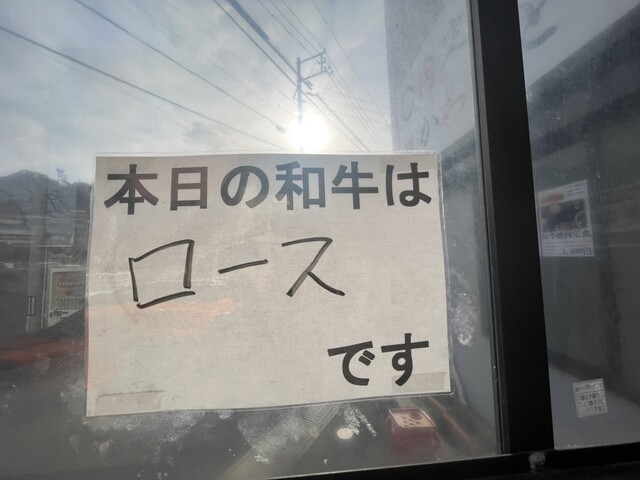 本日の和牛は
ロース
です